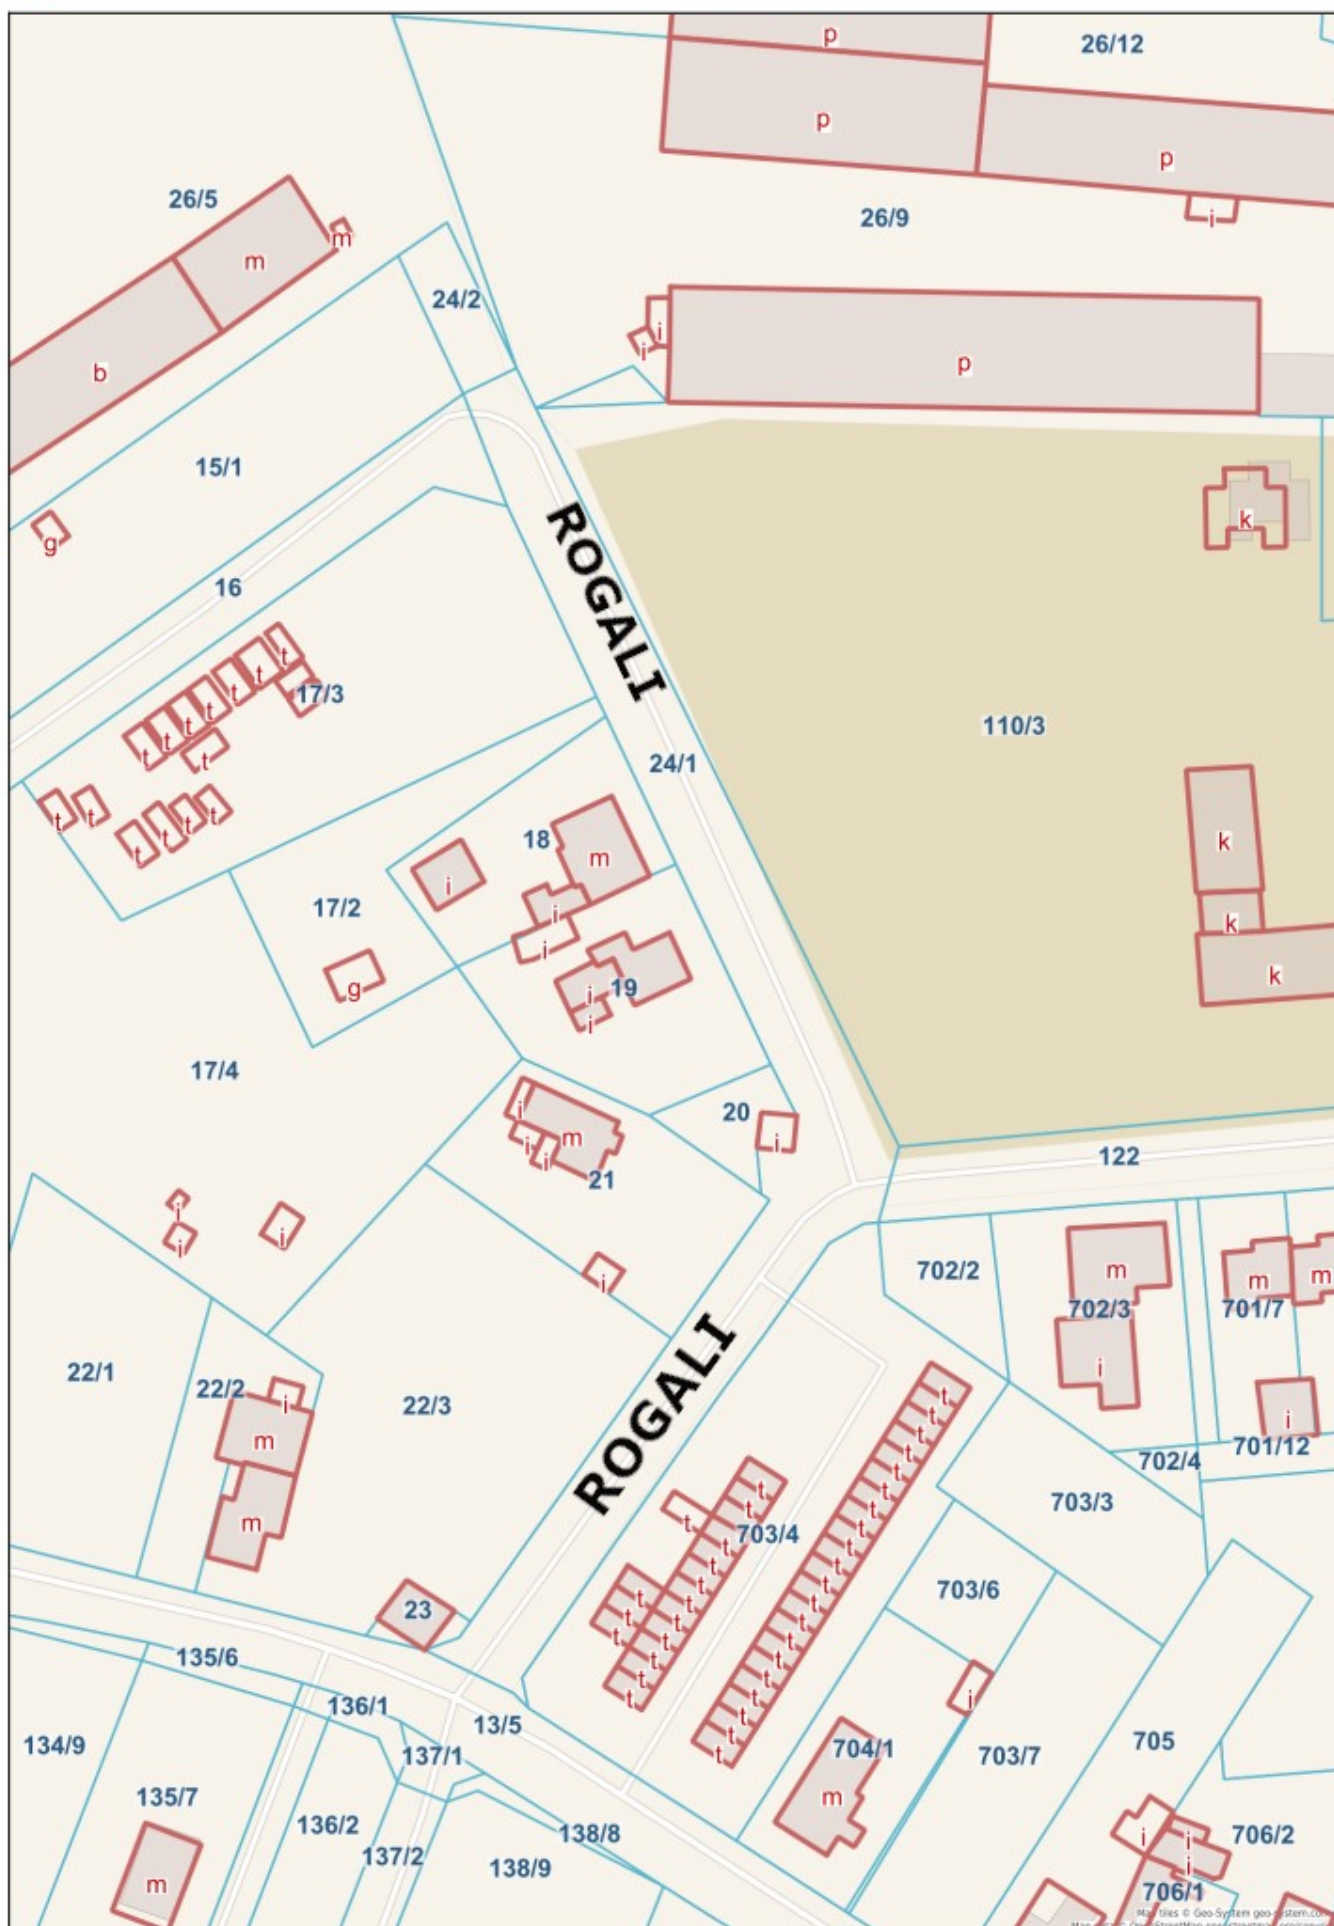 p
26/12
p
p
26/5
i
26/9
m
m
24/2
i
i
p
b
15/1
k
g
16
ROGALI
t
t
t
t
t
t
t
17/3
t
t
t
110/3
24/1
t
t
t
t
t
t
18
m
k
i
17/2
i
k
i
19
i
k
g
i
17/4
i
20
m
i
i
i
122
21
i
i
i
i
702/2
m
m
m
702/3
701/7
22/1
22/2
i
22/3
ROGALI
i
t
t
t
i
m
t
701/12
702/4
t
t
t
t
703/3
m
t
703/4
t
t
t
t
t
t
t
703/6
t
t
t
t
t
t
23
t
t
t
t
t
t
135/6
t
t
t
t
i
136/1
13/5
t
t
134/9
137/1
704/1
703/7
705
135/7
m
136/2
138/8
i
i
706/2
137/2
138/9
i
m
706/1
Map tiles © Geo-System geo-system.com